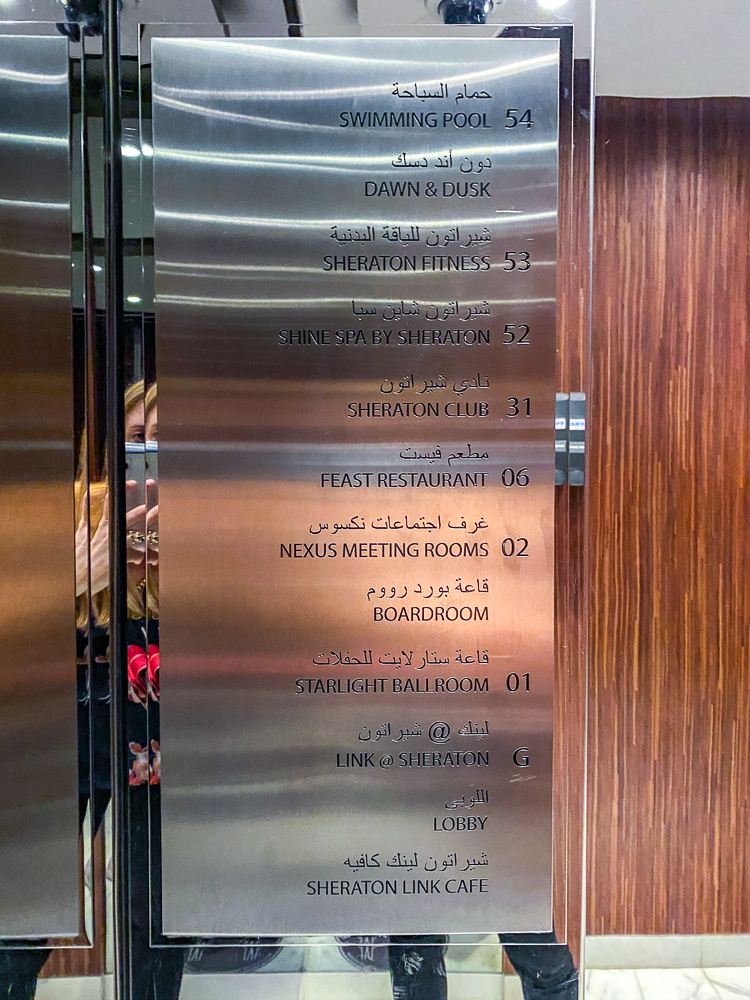 حمام السباحة
SWIMMING POOL 54
دون أند دسك
DAWN & DUSK
شيراتون للياقة البدنية
SHERATON FITNESS 53
شيراتون شاين سبا
SHINE SPA BY SHERATON 52
نادي شيراتون
SHERATON CLUB 31
مطعم فيست
FEAST RESTAURANT 06
غرف اجتماعات نكسوس
NEXUS MEETING ROOMS 02
قاعة بورد رووم
BOARDROOM
قاعة ستارلايت للحفلات
STARLIGHT BALLROOM 01
لينك @ شيراتون
LINK @ SHERATON G
اللوبي
LOBBY
شيراتون لينك كافيه
SHERATON LINK CAFE